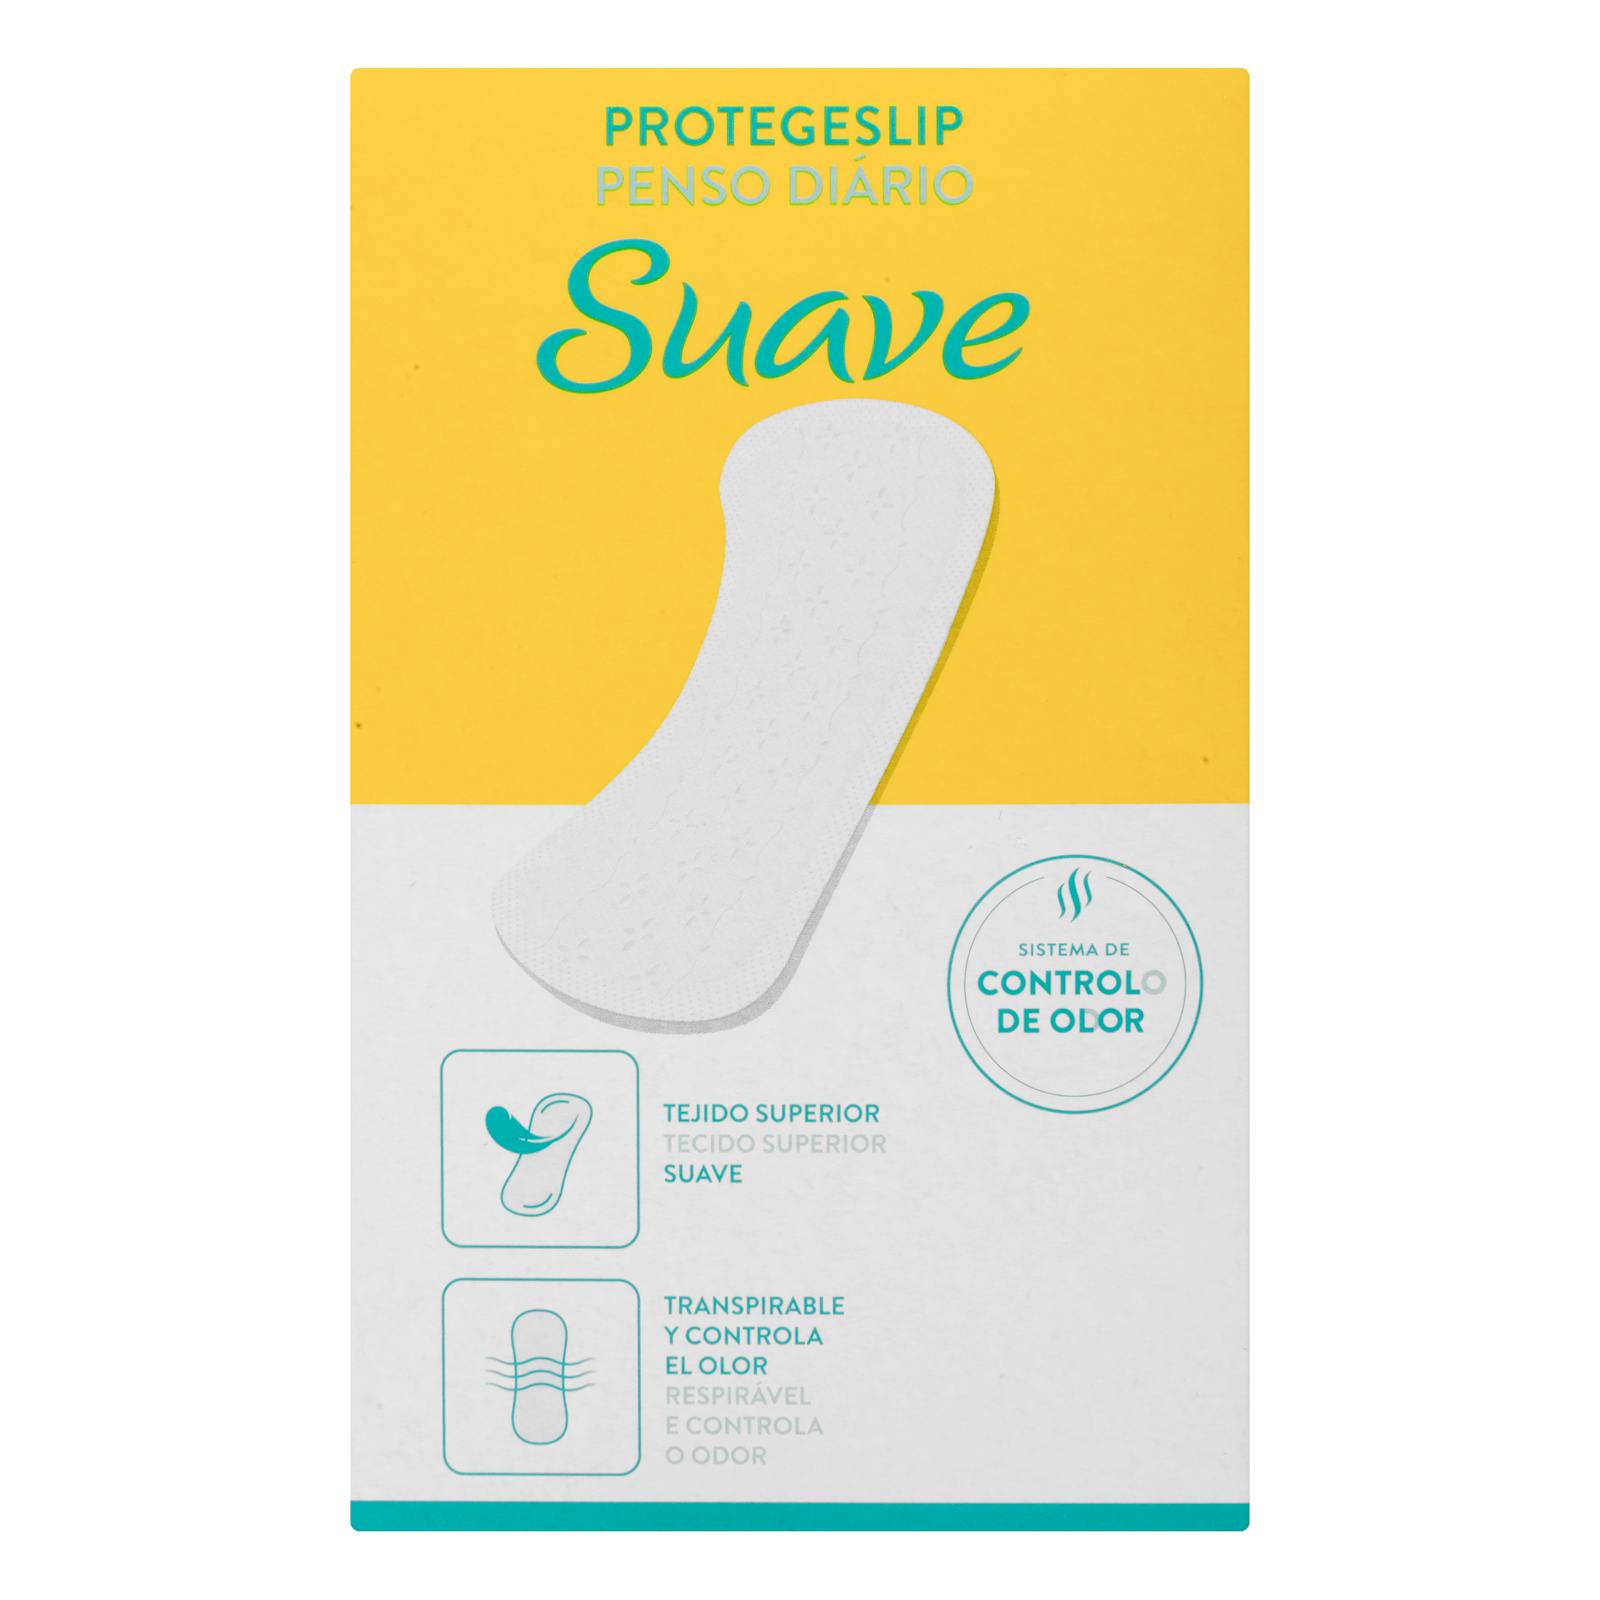 PROTEGESLIP
PENSO DIÁRIO
Suave
SISTEMA DE
CONTROLO
DE OLDOR
TEJIDO SUPERIOR
TECIDO SUPERIOR
SUAVE
TRANSPIRABLE
Y CONTROLA
EL OLOR
RESPIRÁVEL
E CONTROLA
O ODOR